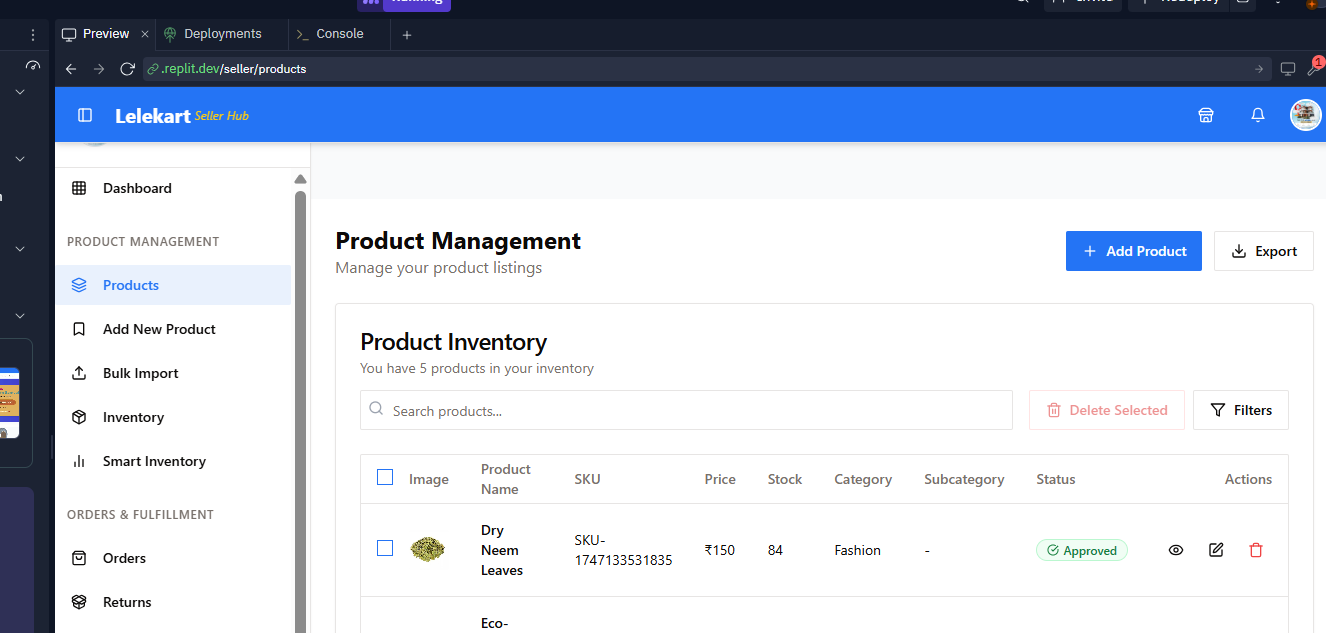 Preview
Deployments
Console
.replit.dev/seller/products
1
Lelekart Seller Hub
Dashboard
PRODUCT MANAGEMENT
Products
Add New Product
Bulk Import
Inventory
Smart Inventory
ORDERS & FULFILLMENT
Orders
Returns
Product Management
Manage your product listings
Add Product
Export
Product Inventory
You have 5 products in your inventory
Search products...
Delete Selected
Filters
Image
Product
Name
SKU
Price
Stock
Category
Subcategory
Status
Actions
Dry
Neem
Leaves
SKU-
1747133531835
₹150
84
Fashion
-
Approved
Eco-